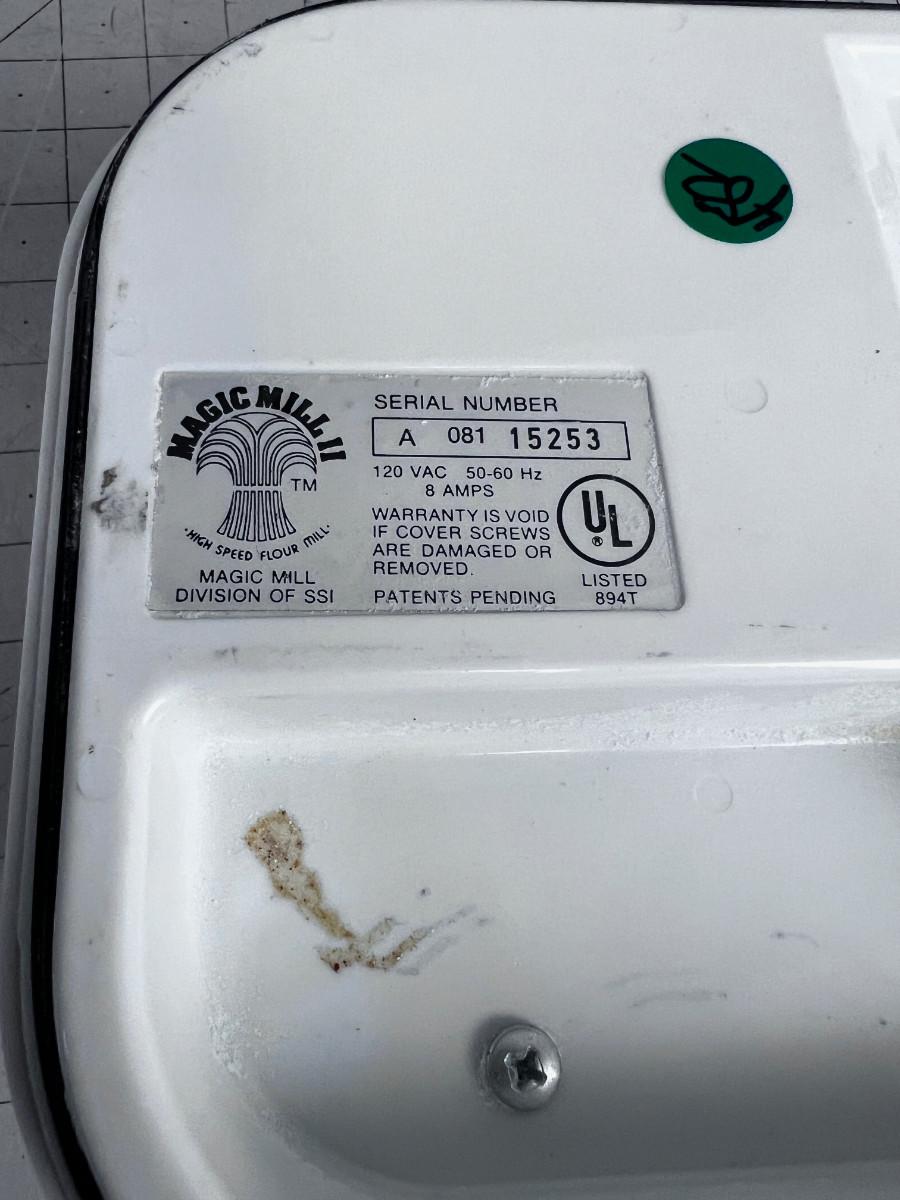 MAGIC MILL II
TM
·HIGH SPEED FLOUR MILL·
MAGIC MILL
DIVISION OF SSI
SERIAL NUMBER
A 081 15253
120 VAC 50-60 Hz
8 AMPS
WARRANTY IS VOID
IF COVER SCREWS
ARE DAMAGED OR
REMOVED.
PATENTS PENDING
UL
®
LISTED
894T